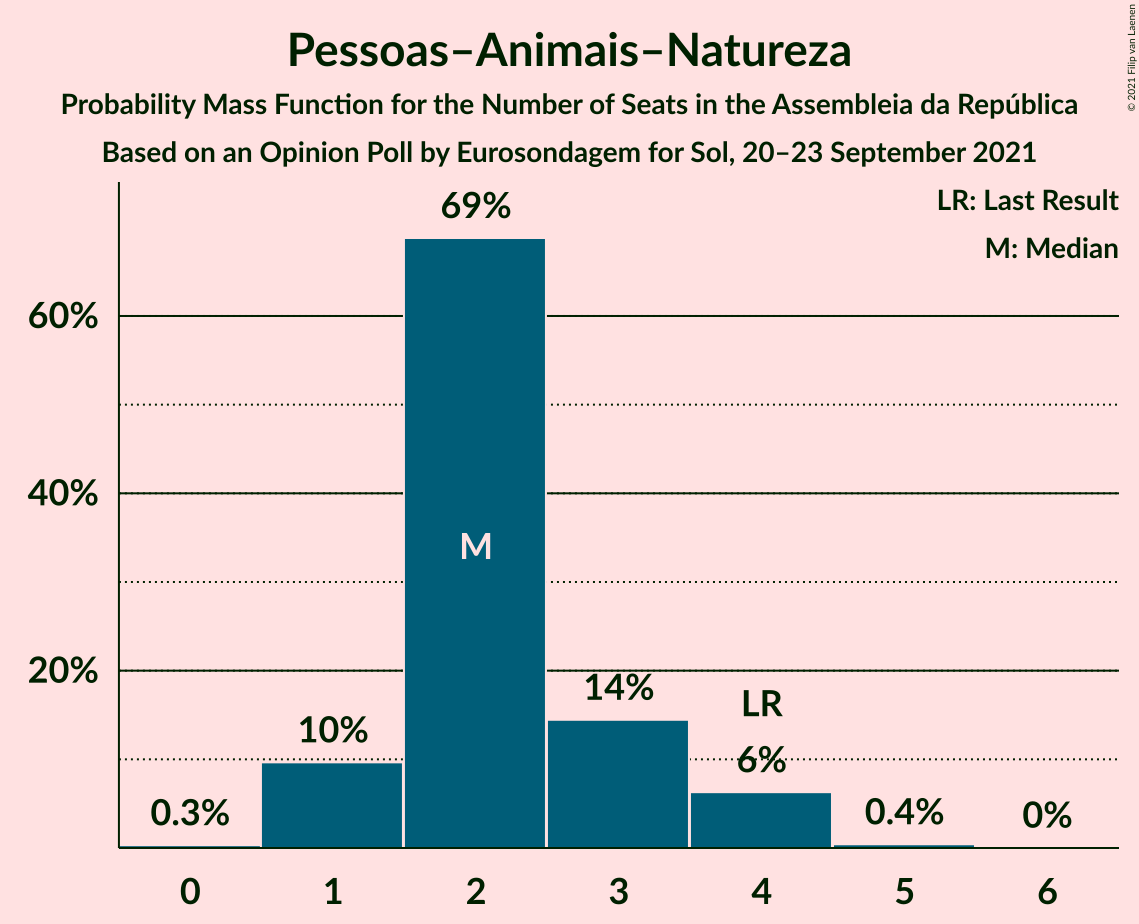 Pessoas–Animais–Natureza
Probability Mass Function for the Number of Seats in the Assembleia da República
Based on an Opinion Poll by Eurosondagem for Sol, 20–23 September 2021
© 2021 Filip van Laenen
LR: Last Result
M: Median
60%
40%
20%
0.3%
10%
69%
M
14%
LR
6%
0.4%
0%
0 1 2 3 4 5 6